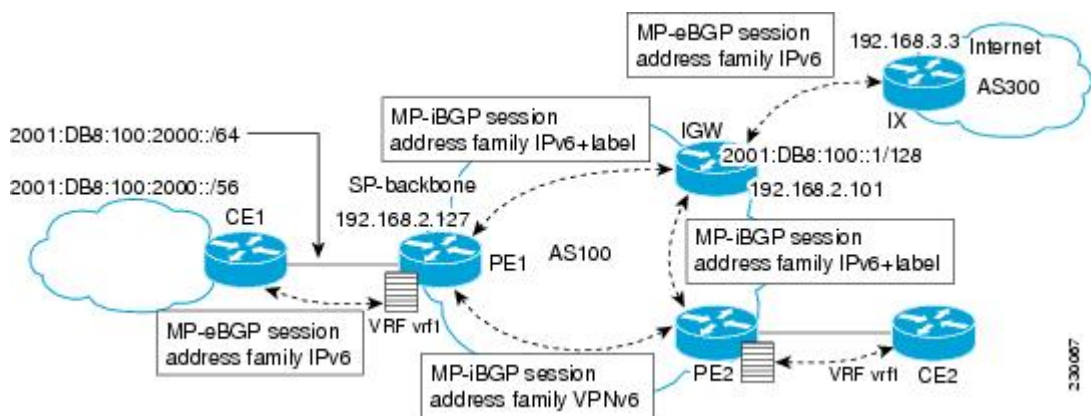 MP-eBGP session
address family IPv6
192.168.3.3
Internet
AS300
IX
MP-iBGP session
address family IPv6+label
IGW
2001:DB8:100::1/128
192.168.2.101
2001:DB8:100:2000::/64
2001:DB8:100:2000::/56
SP-backbone
192.168.2.127
CE1
PE1
AS100
MP-iBGP session
address family IPv6+label
VRF vrf1
MP-eBGP session
address family IPv6
MP-iBGP session
address family VPNv6
PE2
VRF vrf1
CE2
230067